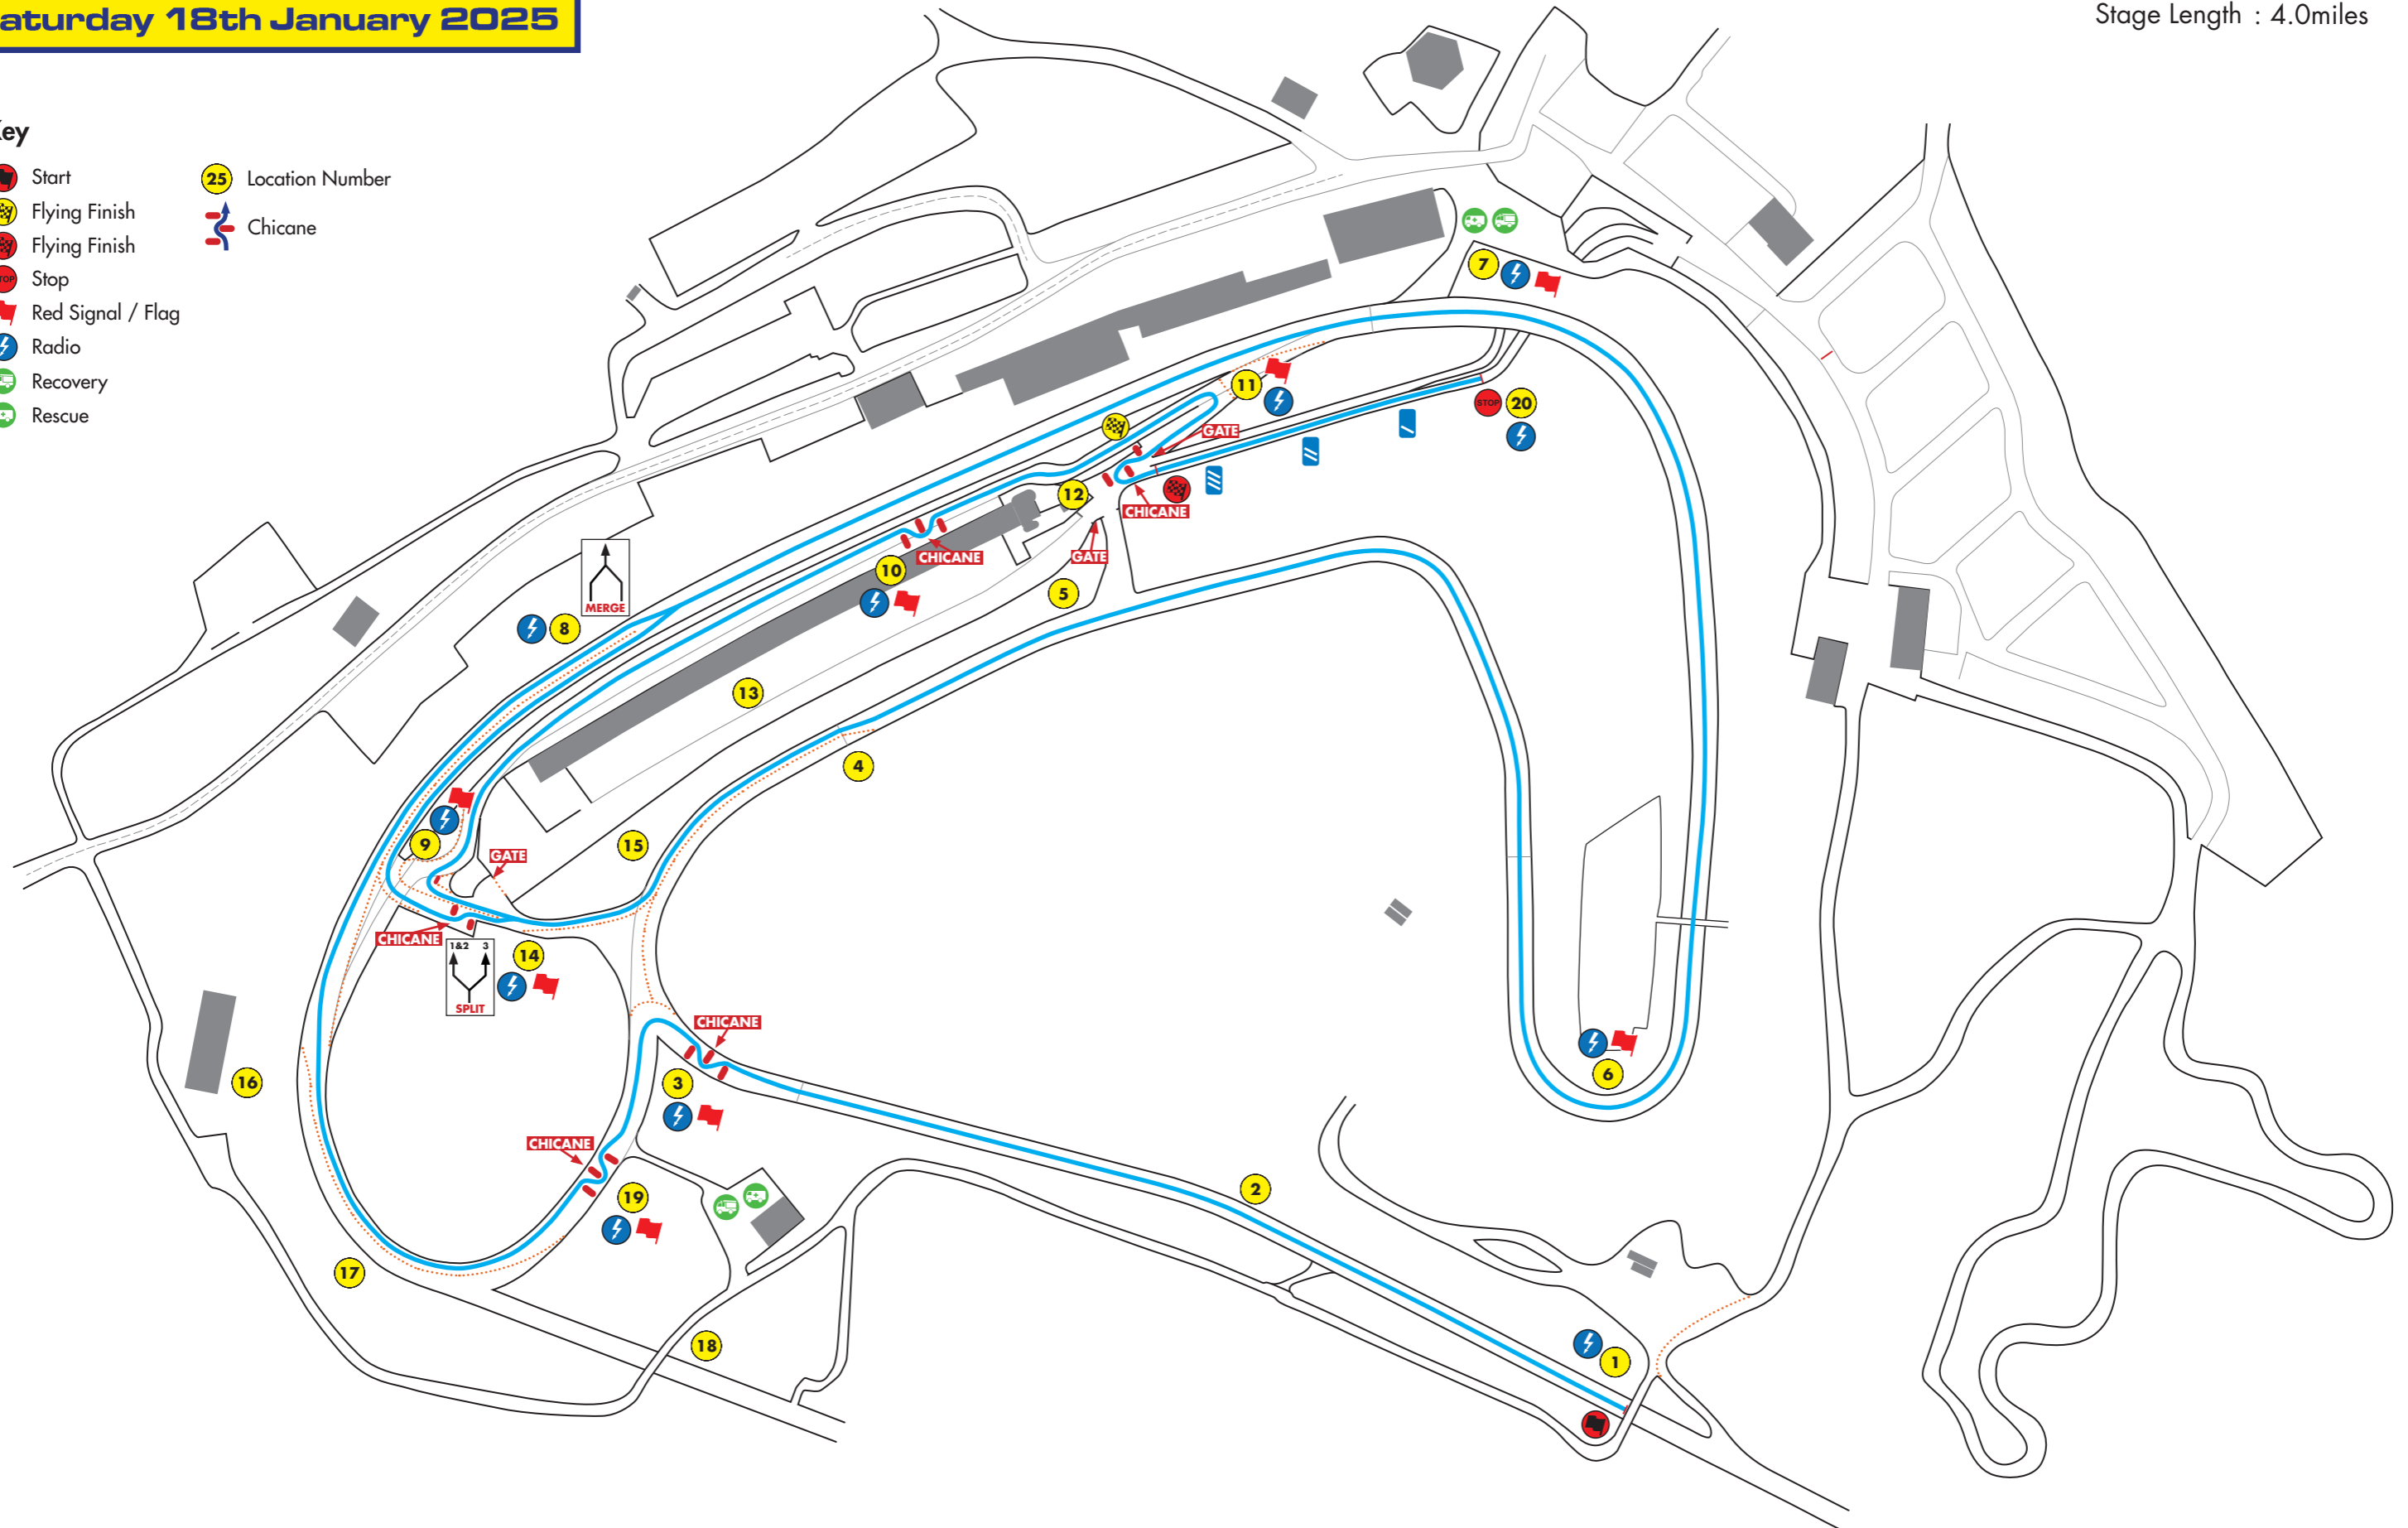 aturday 18th January 2025
Stage Length : 4.0miles
Key
Start
Flying Finish
Flying Finish
STOP Stop
Red Signal / Flag
Radio
Recovery
Rescue
25 Location Number
Chicane
7
11
GATE
STOP 20
12
CHICANE
CHICANE
GATE
10
5
MERGE
8
13
4
9
GATE
15
CHICANE
1&2 3
SPLIT
14
CHICANE
3
6
16
CHICANE
19
2
17
18
1